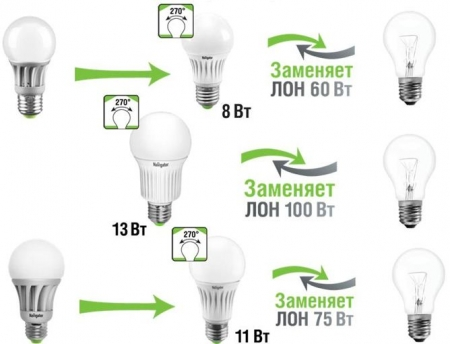 270°
8 Вт
Заменяет
ЛОН 60 Вт
270°
Navigator
13 Вт
Заменяет
ЛОН 100 Вт
270°
11 Вт
Заменяет
ЛОН 75 Вт